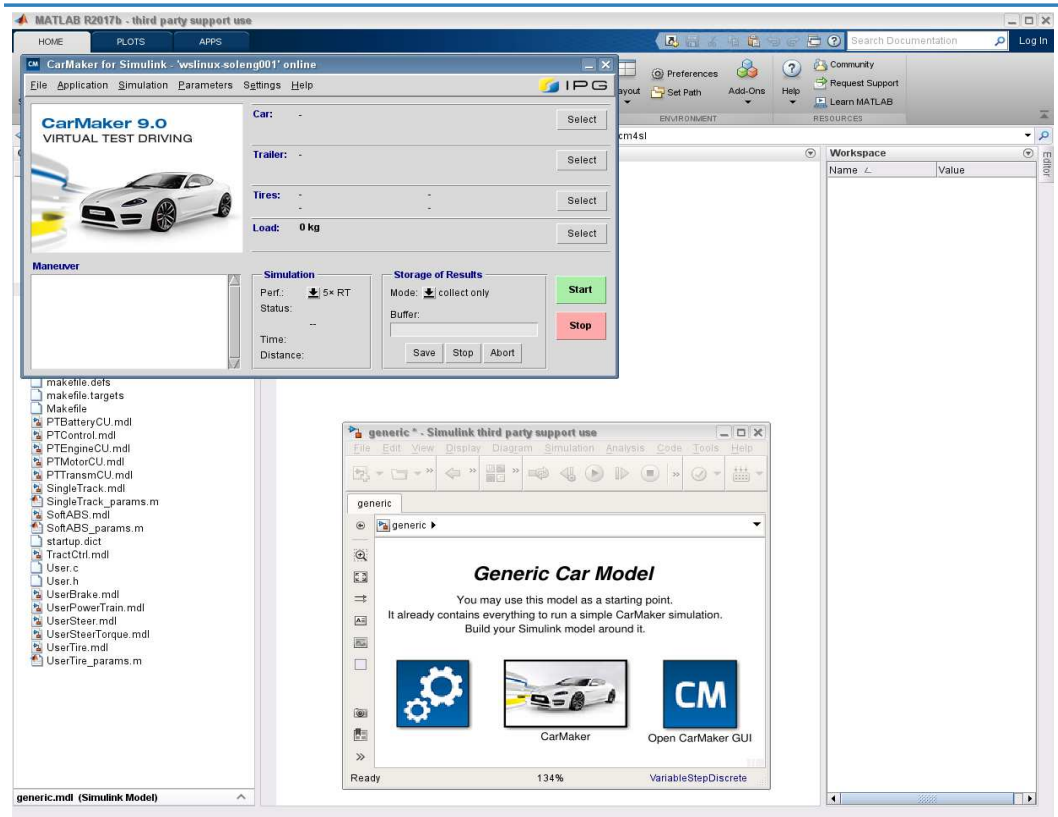 MATLAB R2017b - third party support use
HOME PLOTS APPS
Search Documentation Log In
CarMaker for Simulink - 'wslinux-soleng001' online
File Application Simulation Parameters Settings Help IPG
Preferences
Set Path
Add-Ons
Help
Community
Request Support
Learn MATLAB
ENVIRONMENT RESOURCES
CarMaker 9.0
VIRTUAL TEST DRIVING
Car: - Select
Trailer: - Select
Tires: - - Select
- -
Load: 0 kg Select
Maneuver
Simulation
Perf.: 5× RT
Status:
--
Time:
Distance:
Storage of Results
Mode: collect only
Buffer:
Save Stop Abort
Start
Stop
cm4sl
Workspace
Name Value
Editor
makefile.defs
makefile.targets
Makefile
PTBatteryCU.mdl
PTControl.mdl
PTEngineCU.mdl
PTMotorCU.mdl
PTTransmCU.mdl
SingleTrack.mdl
SingleTrack_params.m
SoftABS.mdl
SoftABS_params.m
startup.dict
TractCtrl.mdl
User.c
User.h
UserBrake.mdl
UserPowerTrain.mdl
UserSteer.mdl
UserSteerTorque.mdl
UserTire.mdl
UserTire_params.m
generic.mdl (Simulink Model)
generic * - Simulink third party support use
File Edit View Display Diagram Simulation Analysis Code Tools Help
generic
generic
Generic Car Model
You may use this model as a starting point.
It already contains everything to run a simple CarMaker simulation.
Build your Simulink model around it.
CM
CarMaker Open CarMaker GUI
Ready 134% VariableStepDiscrete